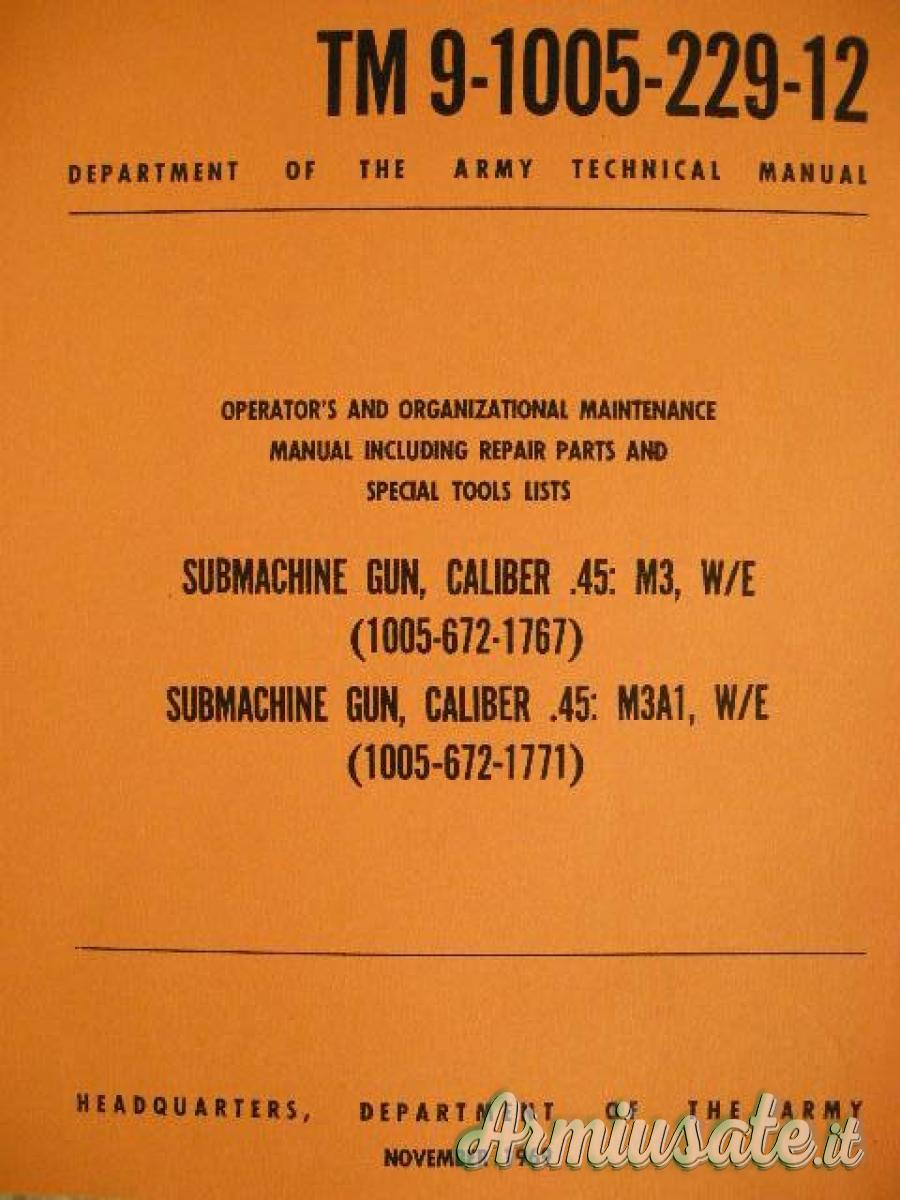 TM 9-1005-229-12
DEPARTMENT OF THE ARMY TECHNICAL MANUAL
OPERATOR'S AND ORGANIZATIONAL MAINTENANCE
MANUAL INCLUDING REPAIR PARTS AND
SPECIAL TOOLS LISTS
SUBMACHINE GUN, CALIBER .45: M3, W/E
(1005-672-1767)
SUBMACHINE GUN, CALIBER .45: M3A1, W/E
(1005-672-1771)
HEADQUARTERS, DEPARTMENT OF THE ARMY
Armiusate.it
NOVEMBER